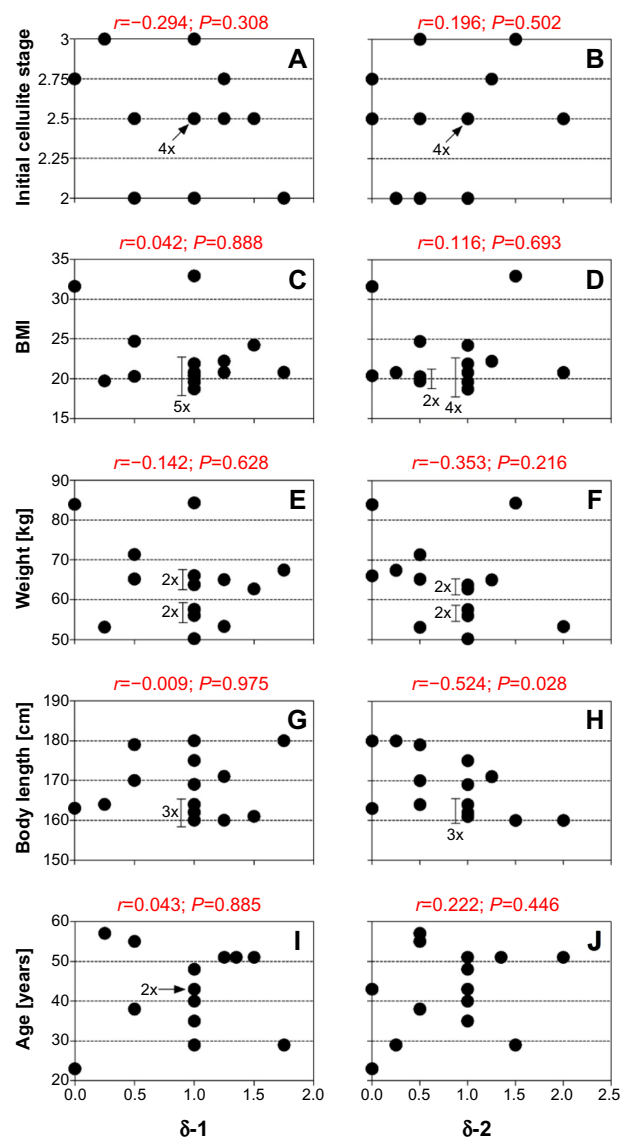 r=−0.294; P=0.308
r=0.196; P=0.502
Initial cellulite stage
3
2.75
2.5
2.25
2
A
4x
B
4x
r=0.042; P=0.888
r=0.116; P=0.693
BMI
35
30
25
20
15
C
5x
D
2x
4x
r=−0.142; P=0.628
r=−0.353; P=0.216
Weight [kg]
90
80
70
60
50
E
2x
2x
F
2x
2x
r=−0.009; P=0.975
r=−0.524; P=0.028
Body length [cm]
190
180
170
160
150
G
3x
H
3x
r=0.043; P=0.885
r=0.222; P=0.446
Age [years]
60
50
40
30
20
I
2x
J
0.0 0.5 1.0 1.5 2.0
0.0 0.5 1.0 1.5 2.0 2.5
δ-1
δ-2